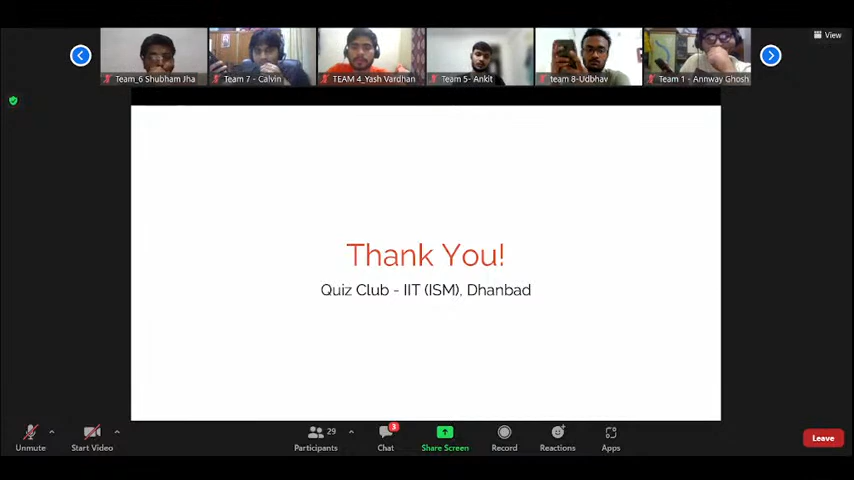 View
Team_6 Shubham Jha
Team 7 - Calvin
TEAM 4_Yash Vardhan
Team 5- Ankit
team 8-Udbhav
Team 1 - Annway Ghosh
Thank You!
Quiz Club - IIT (ISM), Dhanbad
29
3
Unmute
Start Video
Participants
Chat
Share Screen
Record
Reactions
Apps
Leave